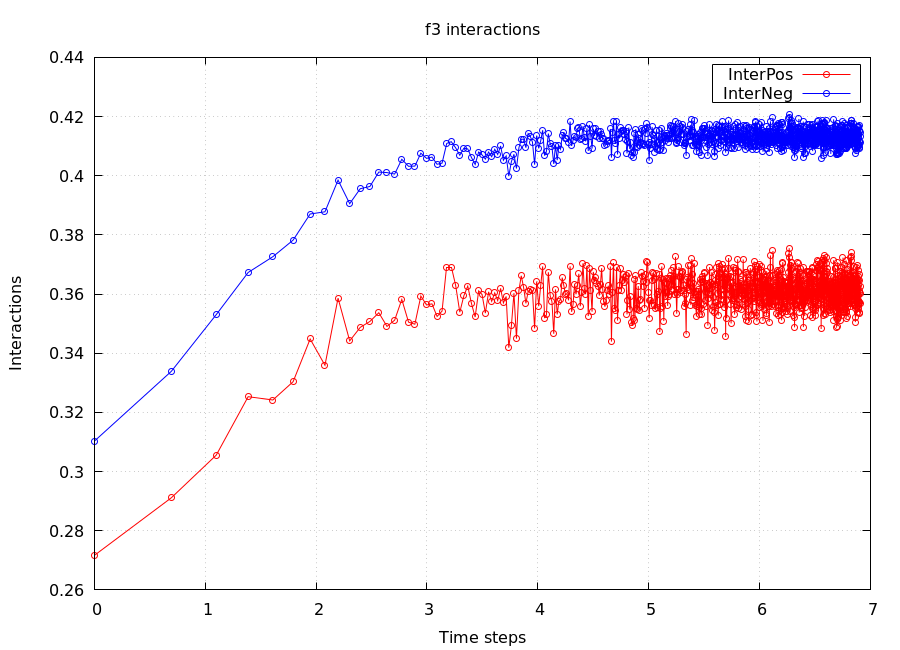 f3 interactions
InterPos
InterNeg
0.44
0.42
0.4
0.38
0.36
0.34
0.32
0.3
0.28
0.26
Interactions
0 1 2 3 4 5 6 7
Time steps